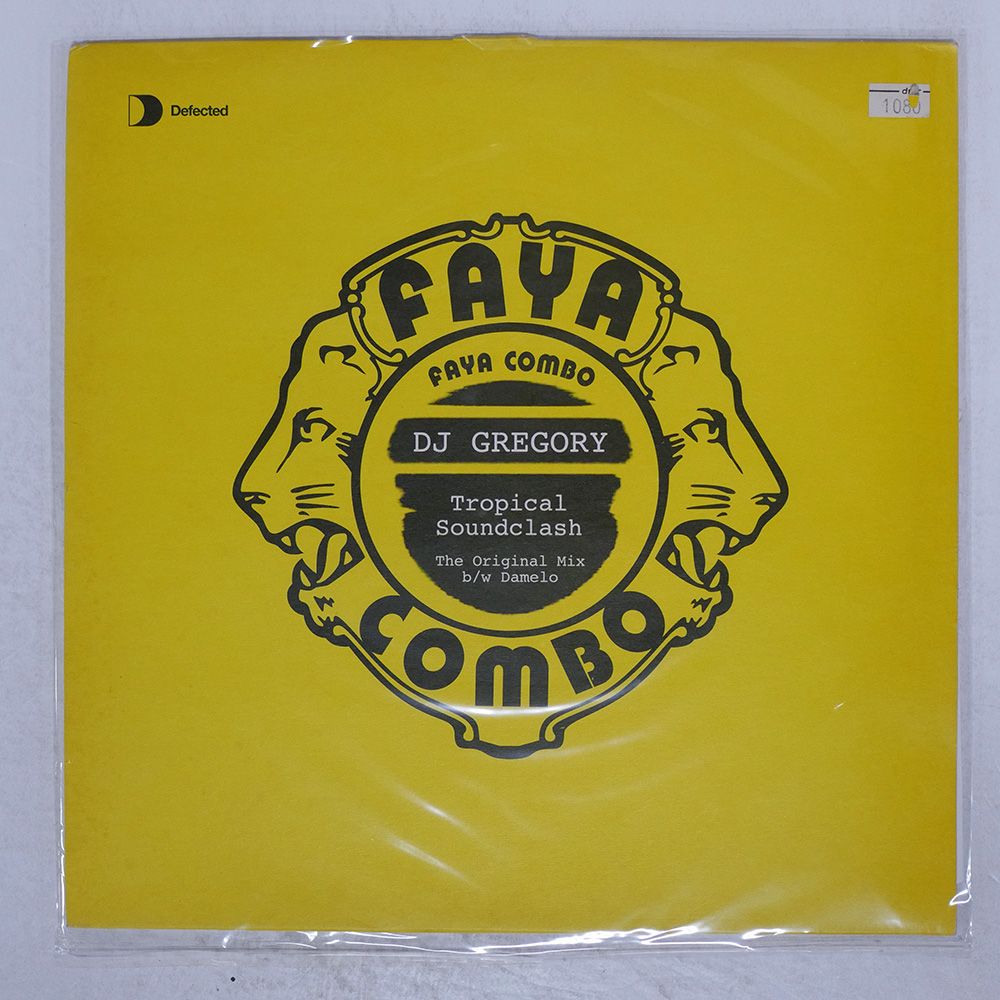 Defected
1080
FAYA
FAYA COMBO
DJ GREGORY
Tropical
Soundclash
The Original Mix
b/w Damelo
COMBO